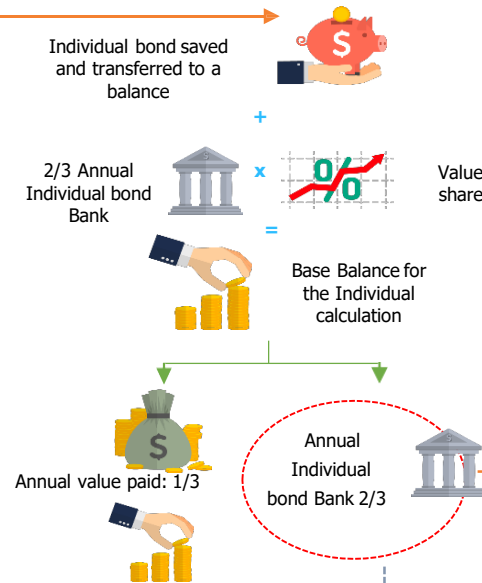 Individual bond saved
and transferred to a
balance
$
+
2/3 Annual
Individual bond
Bank
x
%
Value
share
=
Base Balance for
the Individual
calculation
$
Annual value paid: 1/3
Annual
Individual
bond Bank 2/3